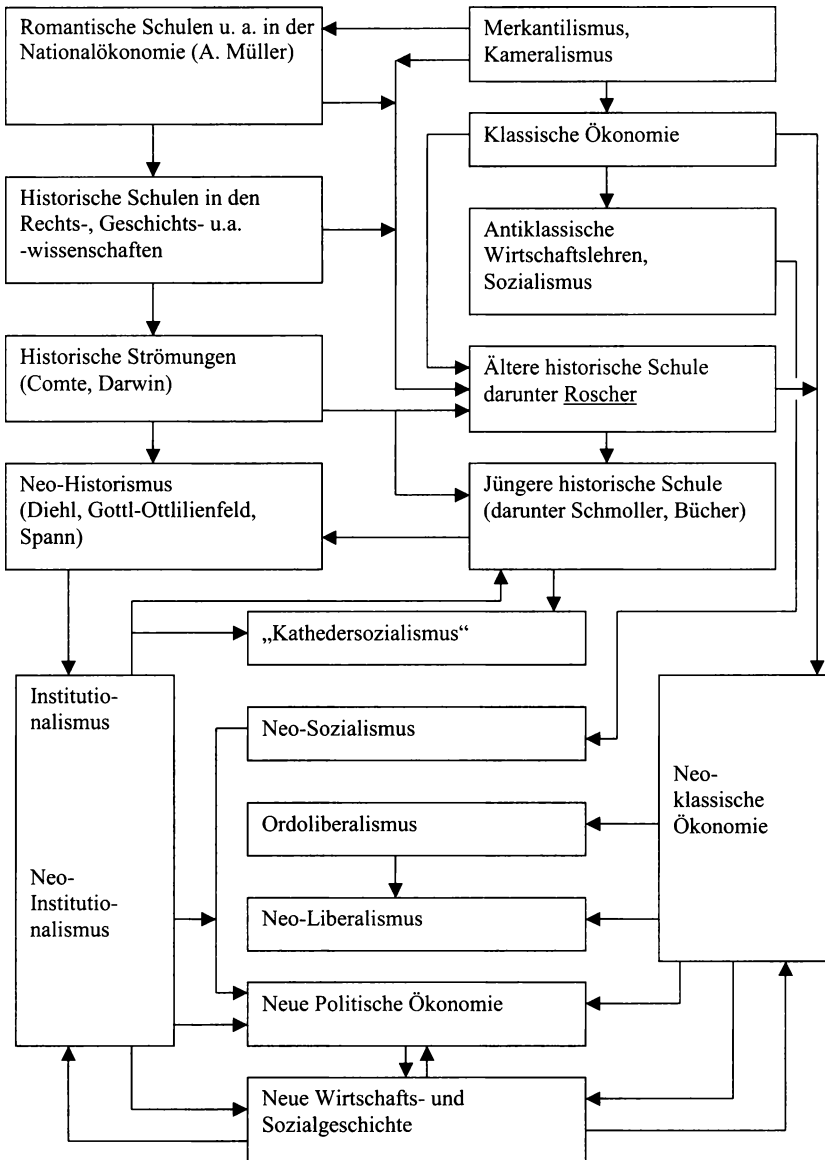 Romantische Schulen u. a. in der
Nationalökonomie (A. Müller)
Merkantilismus,
Kameralismus
Klassische Ökonomie
Historische Schulen in den
Rechts-, Geschichts- u.a.
-wissenschaften
Antiklassische
Wirtschaftslehren,
Sozialismus
Historische Strömungen
(Comte, Darwin)
Ältere historische Schule
darunter Roscher
Neo-Historismus
(Diehl, Gottl-Ottlilienfeld,
Spann)
Jüngere historische Schule
(darunter Schmoller, Bücher)
„Kathedersozialismus“
Institutio-
nalismus
Neo-Sozialismus
Neo-
klassische
Ökonomie
Ordoliberalismus
Neo-
Institutio-
nalismus
Neo-Liberalismus
Neue Politische Ökonomie
Neue Wirtschafts- und
Sozialgeschichte